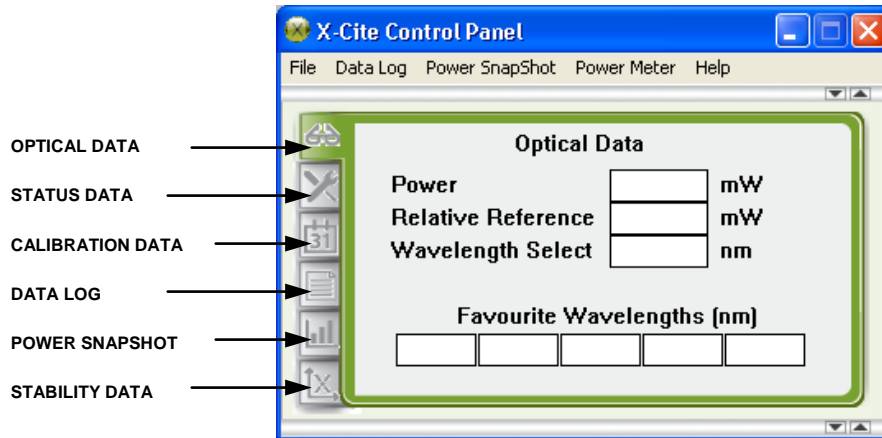 X-Cite Control Panel
File Data Log Power SnapShot Power Meter Help
OPTICAL DATA
STATUS DATA
CALIBRATION DATA
DATA LOG
POWER SNAPSHOT
STABILITY DATA
31
X
Optical Data
Power mW
Relative Reference mW
Wavelength Select nm
Favourite Wavelengths (nm)